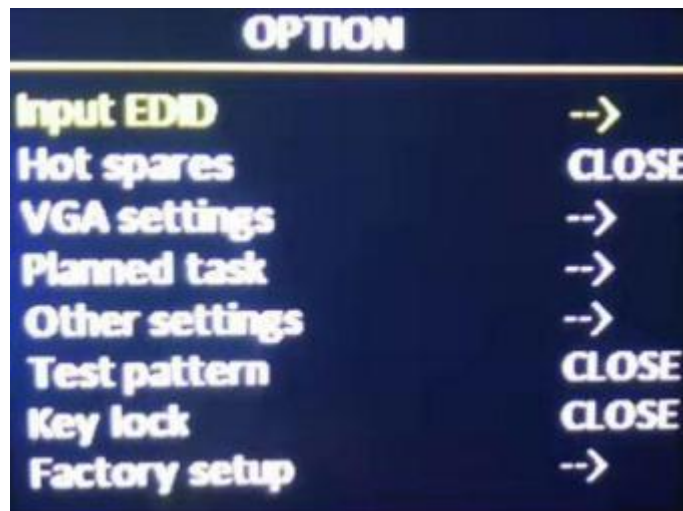 OPTION
Input EDID -->
Hot spares CLOSE
VGA settings -->
Planned task -->
Other settings -->
Test pattern CLOSE
Key lock CLOSE
Factory setup -->